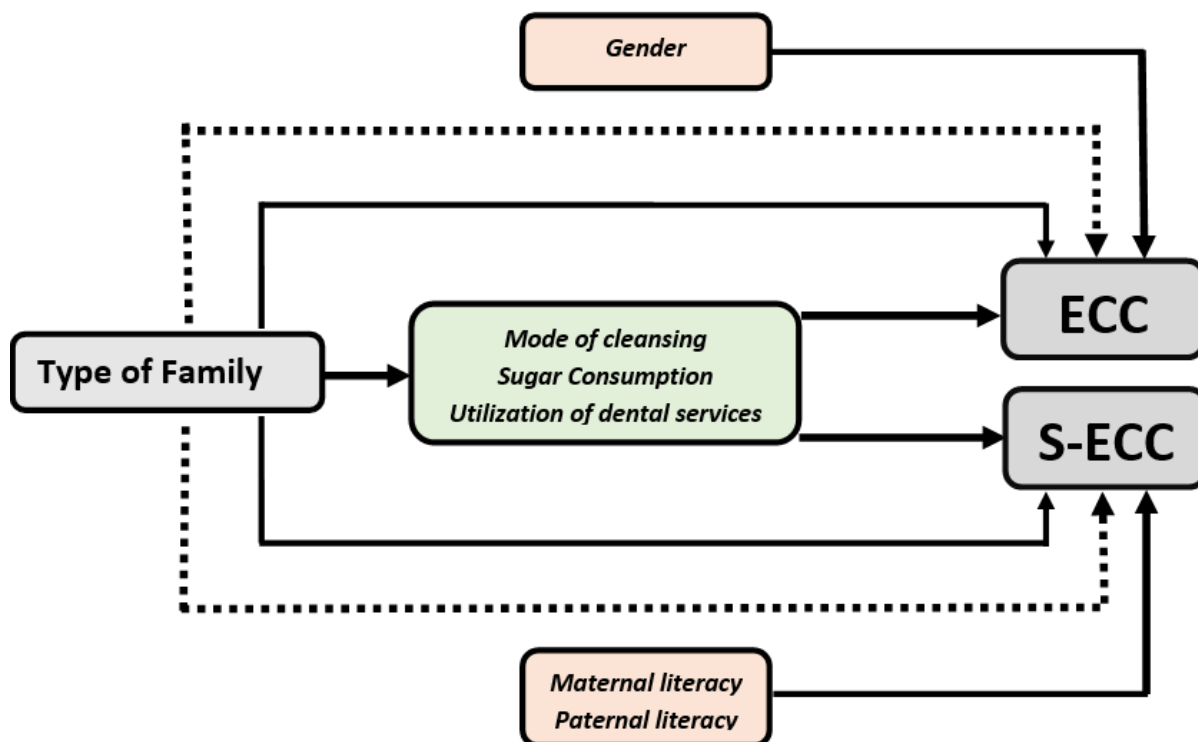 Gender
ECC
Type of Family
Mode of cleansing
Sugar Consumption
Utilization of dental services
S-ECC
Maternal literacy
Paternal literacy